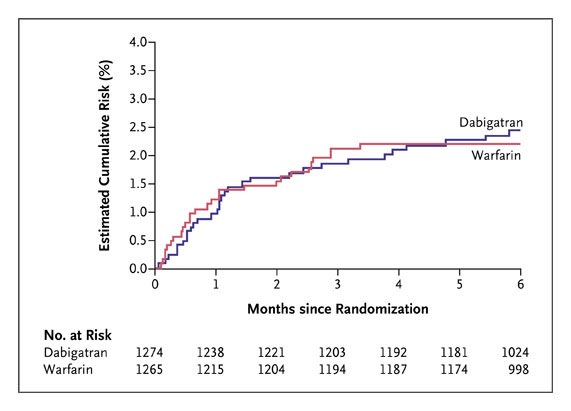 4.0
3.5
3.0
2.5
2.0
1.5
1.0
0.5
0.0
Estimated Cumulative Risk (%)
Dabigatran
Warfarin
0 1 2 3 4 5 6
Months since Randomization
No. at Risk
Dabigatran 1274 1238 1221 1203 1192 1181 1024
Warfarin 1265 1215 1204 1194 1187 1174 998